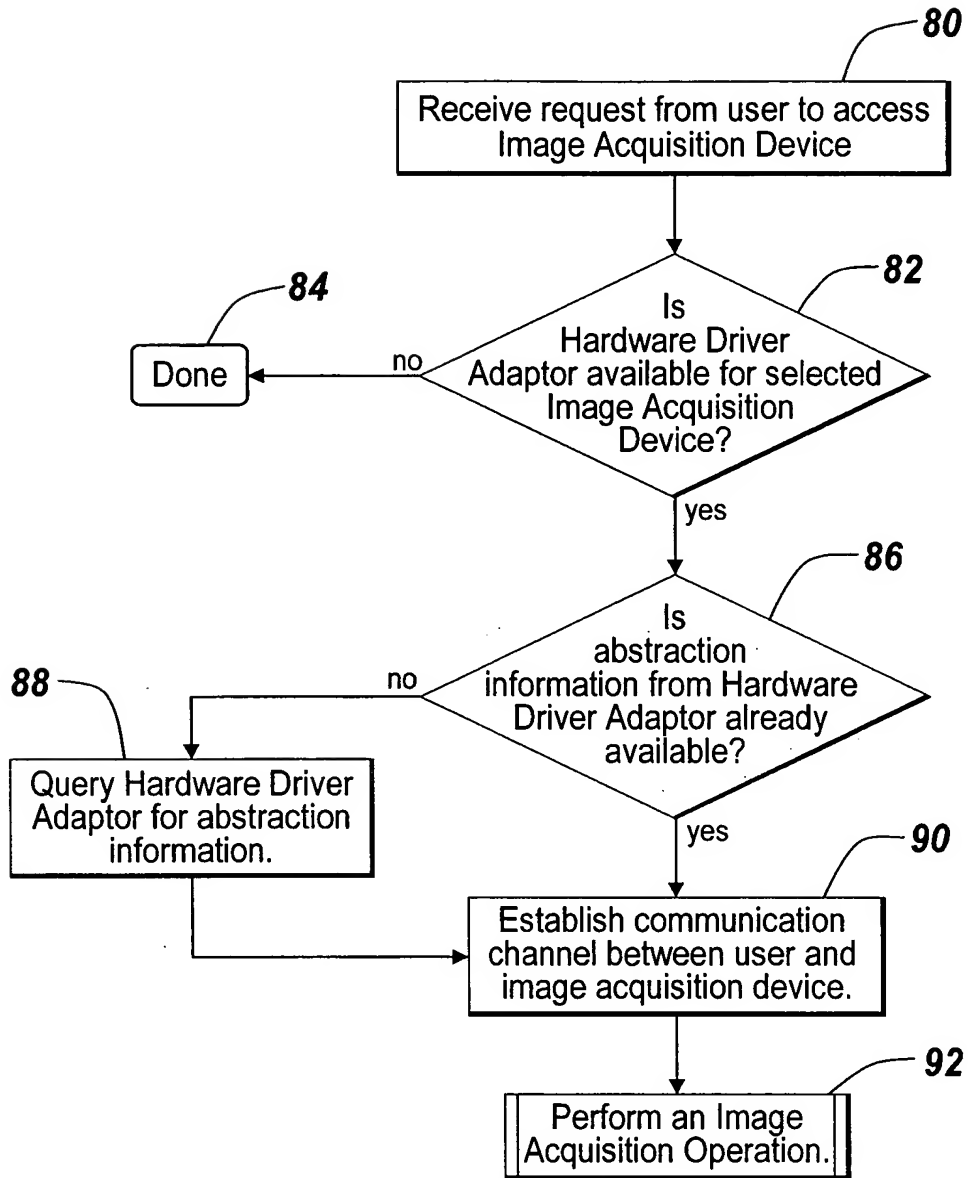 80
Receive request from user to access
Image Acquisition Device
82
Is
Hardware Driver
Adaptor available for selected
Image Acquisition
Device?
no
84
Done
yes
86
Is
abstraction
information from Hardware
Driver Adaptor already
available?
no
88
Query Hardware Driver
Adaptor for abstraction
information.
yes
90
Establish communication
channel between user and
image acquisition device.
92
Perform an Image
Acquisition Operation.